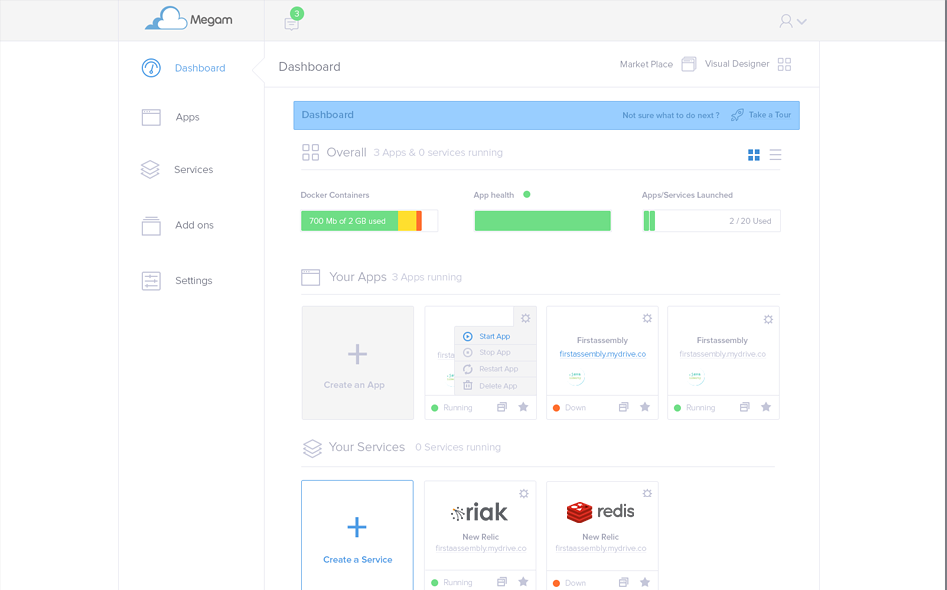 Megam
3
Dashboard
Apps
Services
Add ons
Settings
Dashboard
Market Place
Visual Designer
Dashboard
Not sure what to do next ?
Take a Tour
Overall 3 Apps & 0 services running
Docker Containers
App health
Apps/Services Launched
700 Mb of 2 GB used
2 / 20 Used
Your Apps 3 Apps running
Create an App
firsta
Start App
Stop App
Restart App
Delete App
Running
Firstassembly
firstassembly.mydrive.co
Down
Firstassembly
firstassembly.mydrive.co
Running
Your Services 0 Services running
Create a Service
riak
New Relic
firstaassembly.mydrive.co
Running
redis
New Relic
firstaassembly.mydrive.co
Down